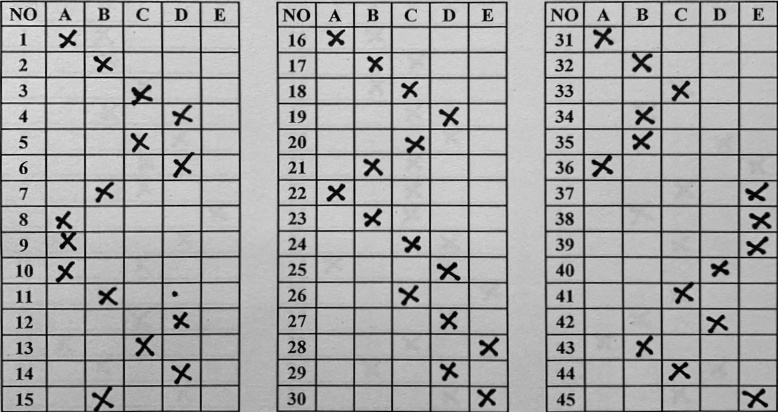 NO A B C D E
1 X
2 X
3 X
4 X
5 X
6 X
7 X
8 X
9 X
10 X
11 X
12 X
13 X
14 X
15 X
NO A B C D E
16 X
17 X
18 X
19 X
20 X
21 X
22 X
23 X
24 X
25 X
26 X
27 X
28 X
29 X
30 X
NO A B C D E
31 X
32 X
33 X
34 X
35 X
36 X
37 X
38 X
39 X
40 X
41 X
42 X
43 X
44 X
45 X